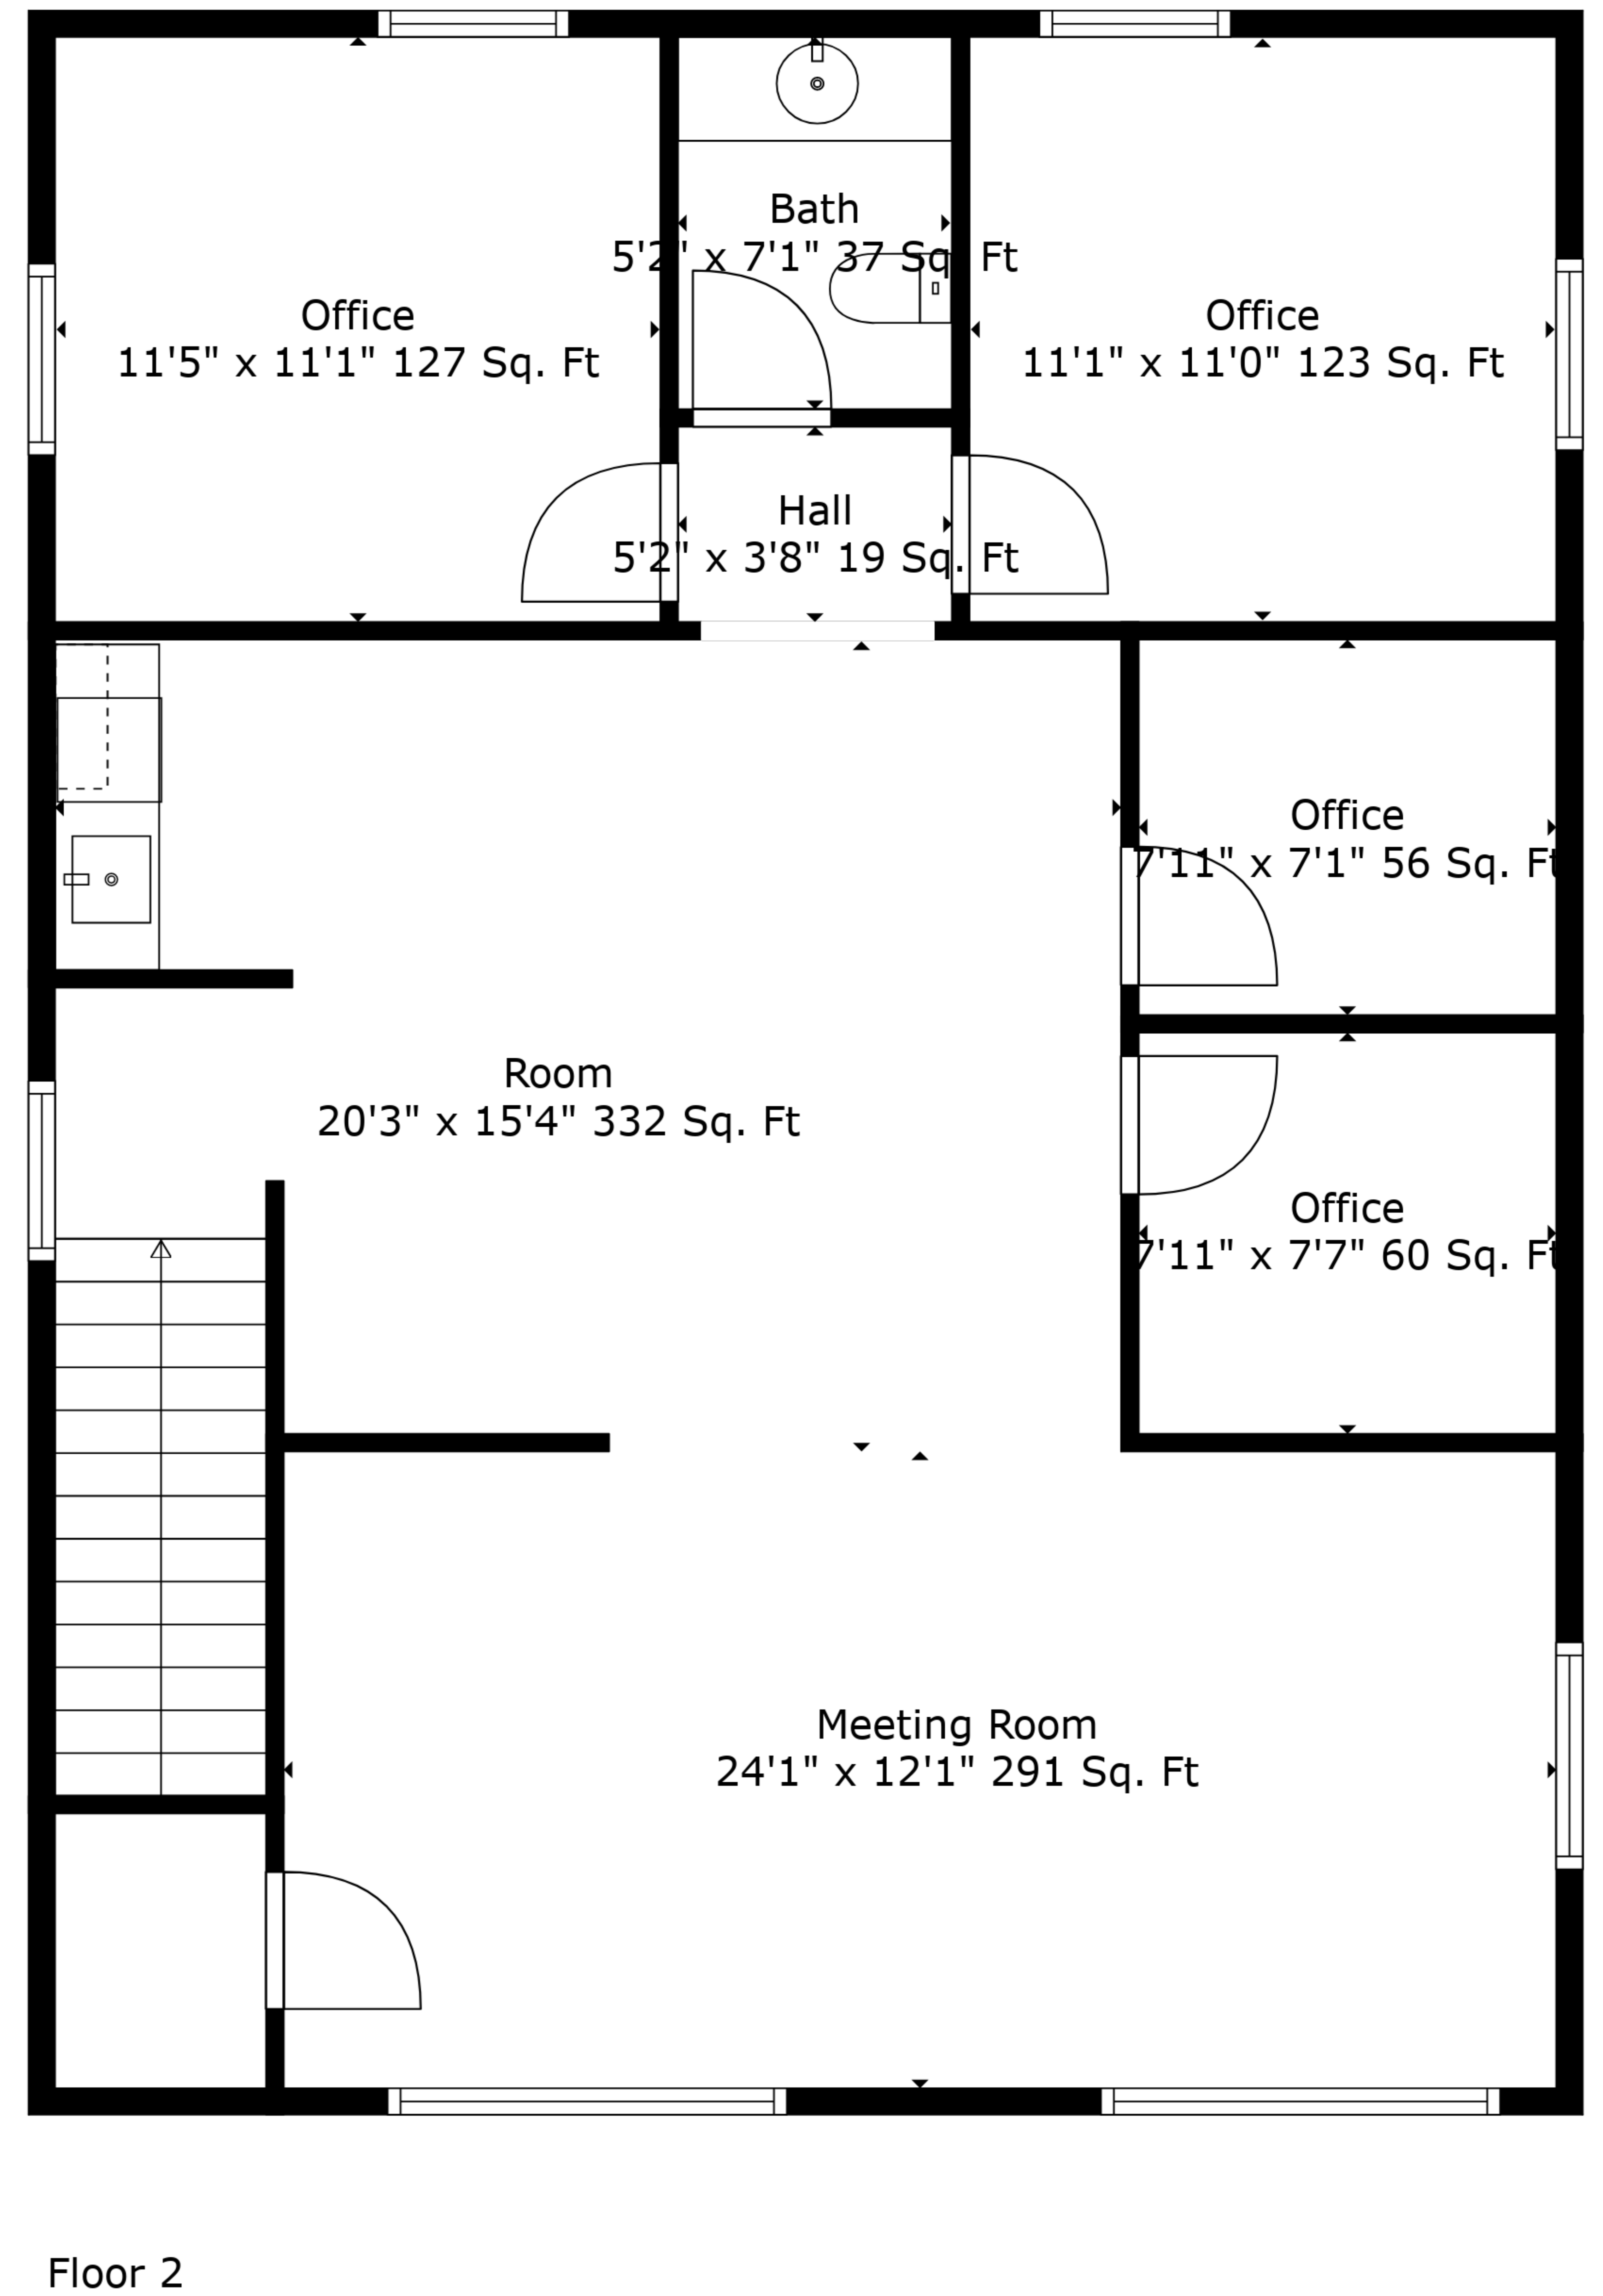 Bath
5'2" x 7'1" 37 Sq. Ft
Office
11'5" x 11'1" 127 Sq. Ft
Office
11'1" x 11'0" 123 Sq. Ft
Hall
5'2" x 3'8" 19 Sq. Ft
Office
7'11" x 7'1" 56 Sq. Ft
Room
20'3" x 15'4" 332 Sq. Ft
Office
7'11" x 7'7" 60 Sq. Ft
Meeting Room
24'1" x 12'1" 291 Sq. Ft
Floor 2